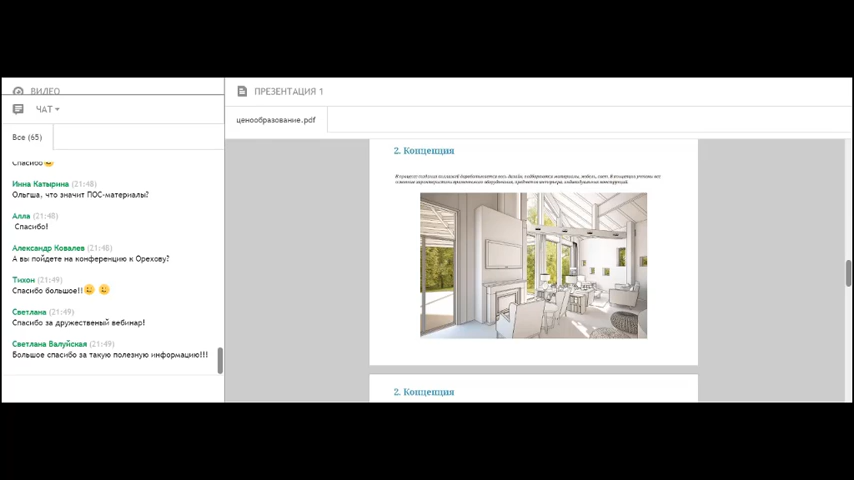 ВИДЕО
ЧАТ
Все (65)
Спасибо
Инна Катырина (21:48)
Ольгша, что значит ПОС-материалы?
Алла (21:48)
Спасибо!
Александр Ковалев (21:48)
А вы пойдете на конференцию к Орехову?
Тихон (21:49)
Спасибо большое!!
Светлана (21:49)
Спасибо за дружественый вебинар!
Светлана Валуйская (21:49)
Большое спасибо за такую полезную информацию!!!
ПРЕЗЕНТАЦИЯ 1
ценообразование.pdf
2. Концепция
2. Концепция